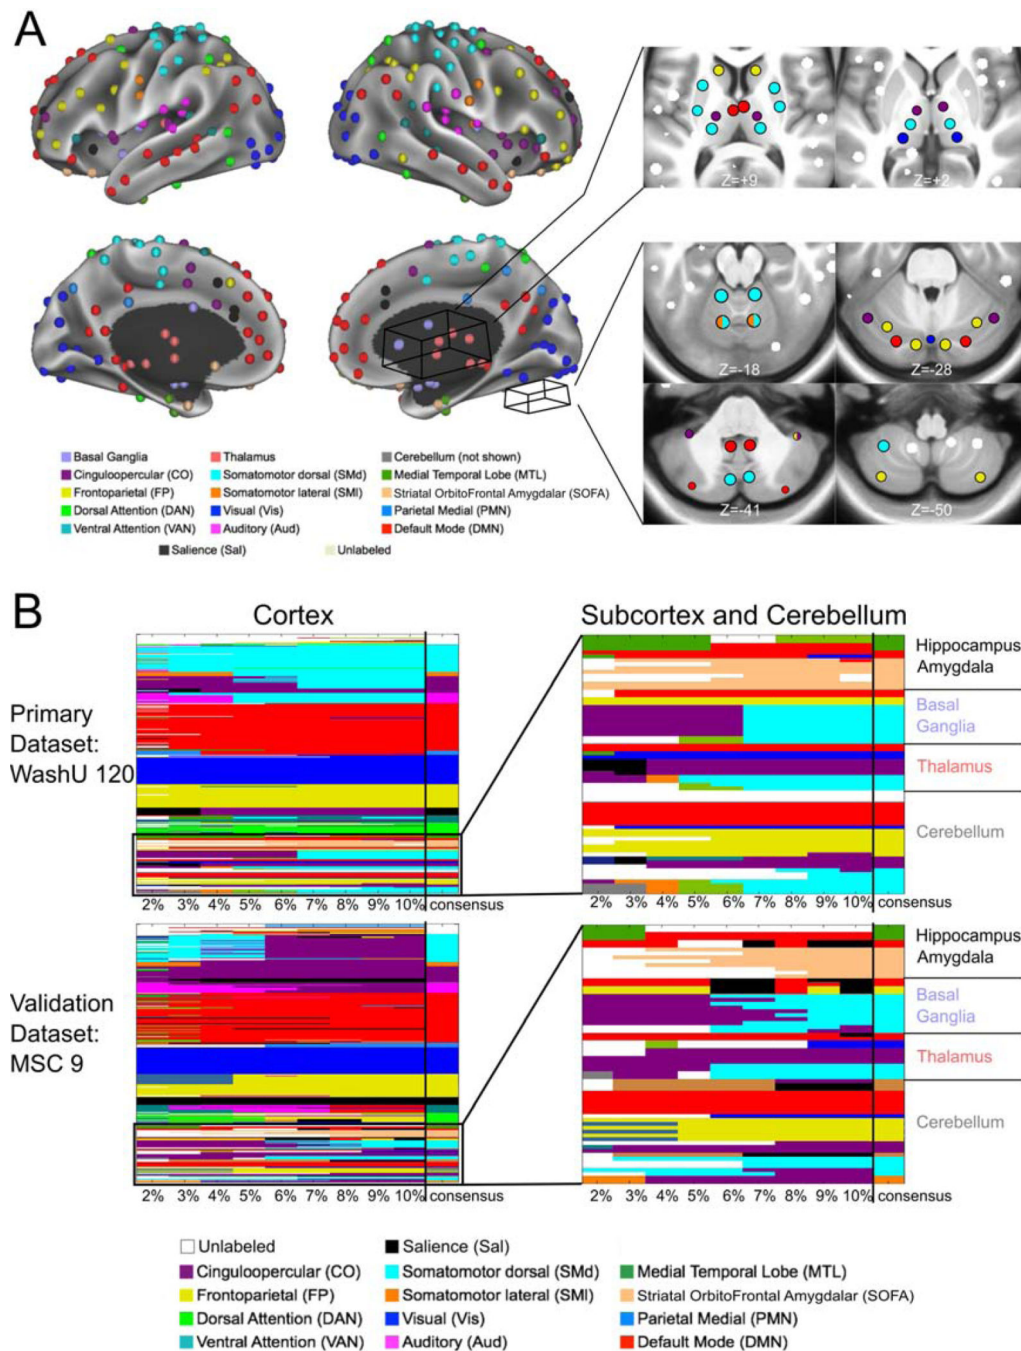 A
Z=+9
Z=+2
Z=-18
Z=-28
Z=-41
Z=-50
Basal Ganglia
Thalamus
Cerebellum (not shown)
Cinguloopercular (CO)
Somatomotor dorsal (SMd)
Medial Temporal Lobe (MTL)
Frontoparietal (FP)
Somatomotor lateral (SMl)
Striatal OrbitoFrontal Amygdalar (SOFA)
Dorsal Attention (DAN)
Visual (Vis)
Parietal Medial (PMN)
Ventral Attention (VAN)
Auditory (Aud)
Default Mode (DMN)
Salience (Sal)
Unlabeled
B
Cortex
Subcortex and Cerebellum
Primary
Dataset:
WashU 120
Hippocampus
Amygdala
Basal
Ganglia
Thalamus
Cerebellum
2% 3% 4% 5% 6% 7% 8% 9% 10% consensus
2% 3% 4% 5% 6% 7% 8% 9% 10% consensus
Validation
Dataset:
MSC 9
Hippocampus
Amygdala
Basal
Ganglia
Thalamus
Cerebellum
2% 3% 4% 5% 6% 7% 8% 9% 10% consensus
2% 3% 4% 5% 6% 7% 8% 9% 10% consensus
Unlabeled
Salience (Sal)
Cinguloopercular (CO)
Somatomotor dorsal (SMd)
Medial Temporal Lobe (MTL)
Frontoparietal (FP)
Somatomotor lateral (SMl)
Striatal OrbitoFrontal Amygdalar (SOFA)
Dorsal Attention (DAN)
Visual (Vis)
Parietal Medial (PMN)
Ventral Attention (VAN)
Auditory (Aud)
Default Mode (DMN)